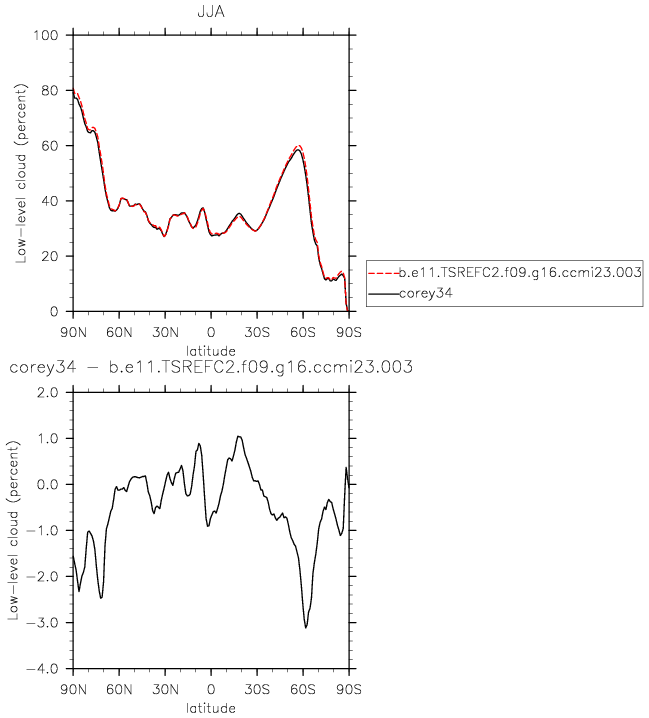 JJA
100
80
60
40
20
0
Low-level cloud (percent)
90N 60N 30N 0 30S 60S 90S
latitude
b.e11.TSREFC2.f09.g16.ccmi23.003
corey34
corey34 - b.e11.TSREFC2.f09.g16.ccmi23.003
2.0
1.0
0.0
-1.0
-2.0
-3.0
-4.0
Low-level cloud (percent)
90N 60N 30N 0 30S 60S 90S
latitude